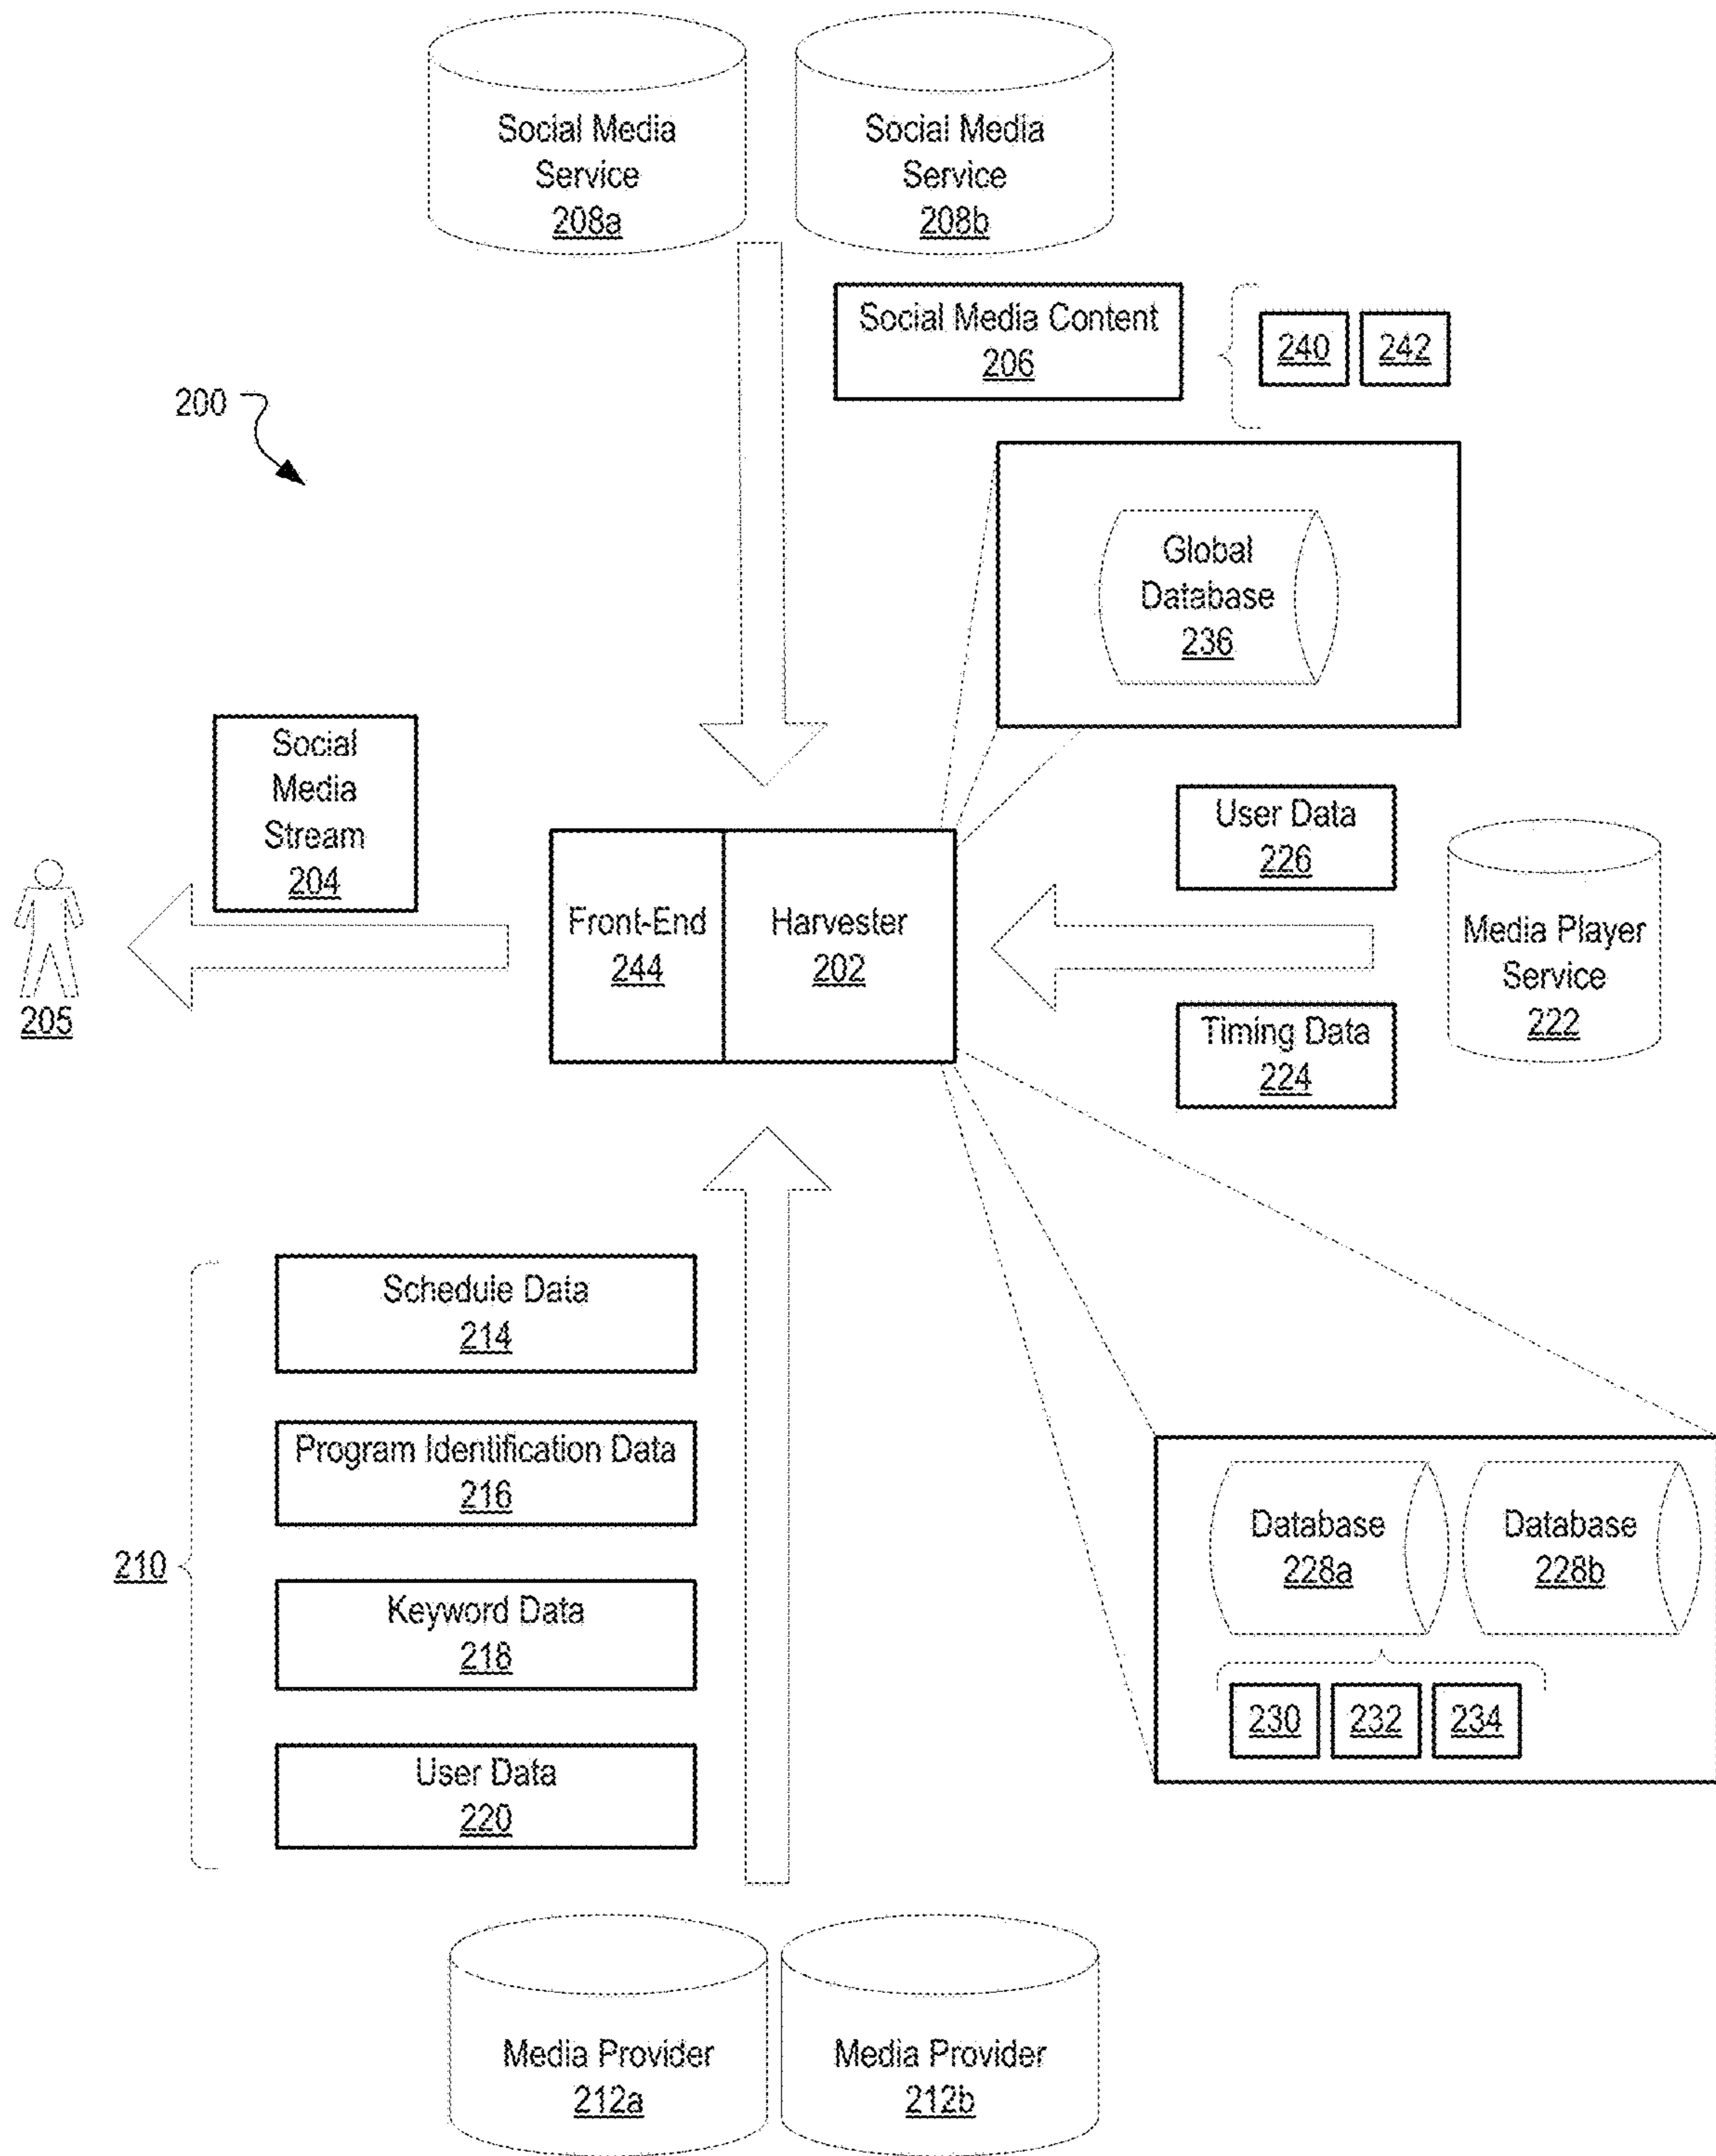 Social Media
Service
208a
Social Media
Service
208b
Social Media Content
206
240
242
200
Global
Database
236
Social
Media
Stream
204
User Data
226
Front-End
244
Harvester
202
Media Player
Service
222
205
Timing Data
224
Schedule Data
214
Program Identification Data
216
210
Keyword Data
218
User Data
220
Database
228a
Database
228b
230
232
234
Media Provider
212a
Media Provider
212b